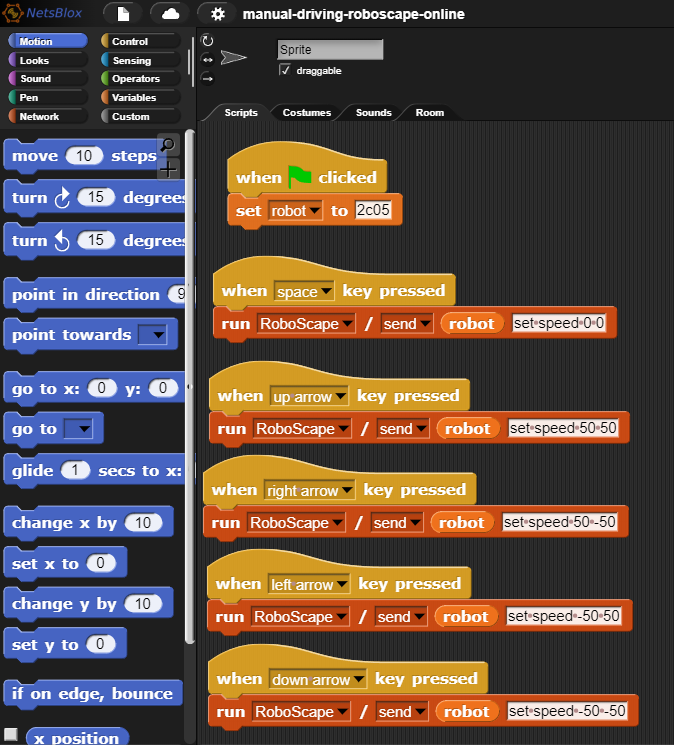 NetsBlox
manual-driving-roboscape-online
Motion
Control
Looks
Sensing
Sound
Operators
Pen
Variables
Network
Custom
Sprite
draggable
Scripts
Costumes
Sounds
Room
move 10 steps
turn 15 degrees
turn 15 degrees
point in direction 9
point towards
go to x: 0 y: 0
go to
glide 1 secs to x:
change x by 10
set x to 0
change y by 10
set y to 0
if on edge, bounce
x position
when clicked
set robot to 2c05
when space key pressed
run RoboScape / send robot set speed 0 0
when up arrow key pressed
run RoboScape / send robot set speed 50 50
when right arrow key pressed
run RoboScape / send robot set speed 50 -50
when left arrow key pressed
run RoboScape / send robot set speed -50 50
when down arrow key pressed
run RoboScape / send robot set speed -50 -50